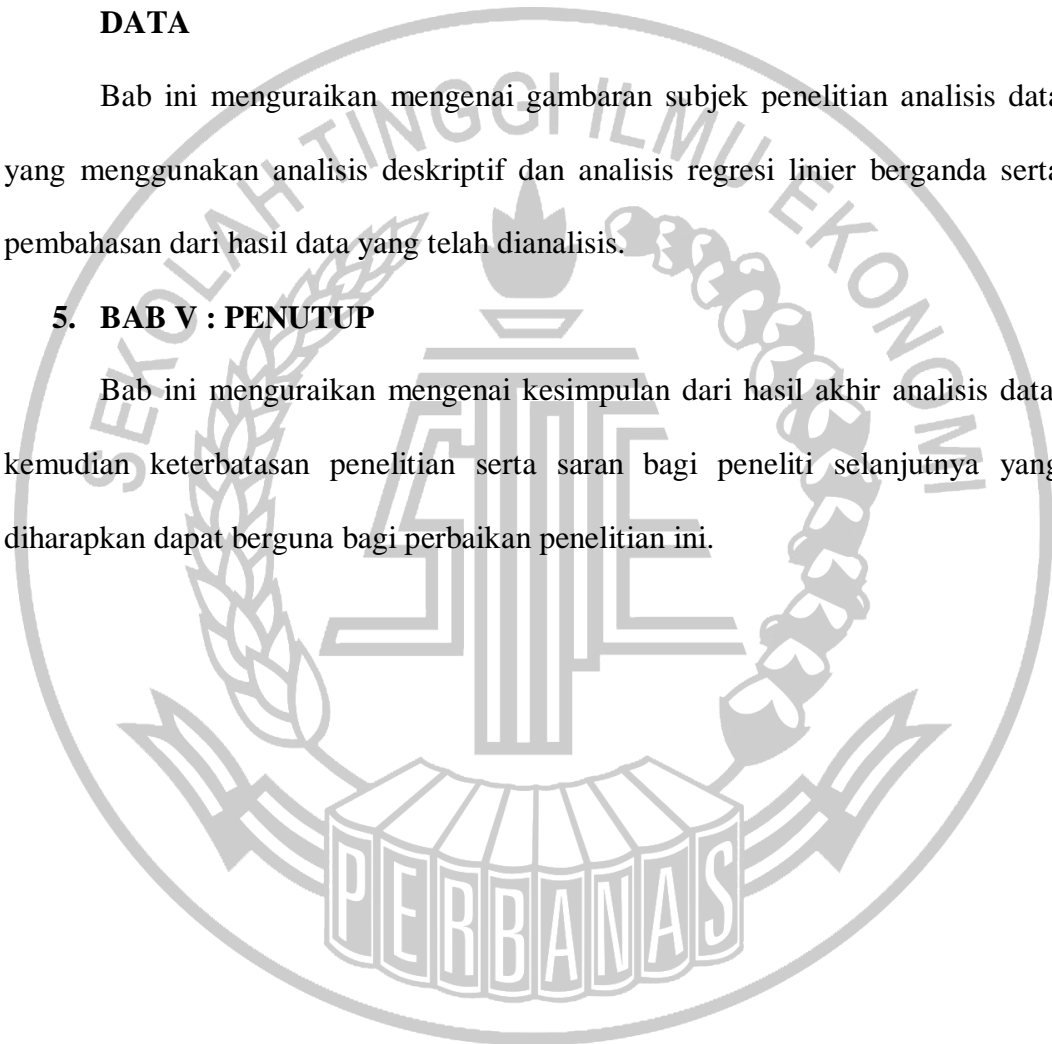 DATA
Bab ini menguraikan mengenai gambaran subjek penelitian analisis data
yang menggunakan analisis deskriptif dan analisis regresi linier berganda serta
pembahasan dari hasil data yang telah dianalisis.
5. BAB V : PENUTUP
Bab ini menguraikan mengenai kesimpulan dari hasil akhir analisis data,
kemudian keterbatasan penelitian serta saran bagi peneliti selanjutnya yang
diharapkan dapat berguna bagi perbaikan penelitian ini.
SEKOLAH TINGGI ILMU EKONOMI
STIE
PERBANAS